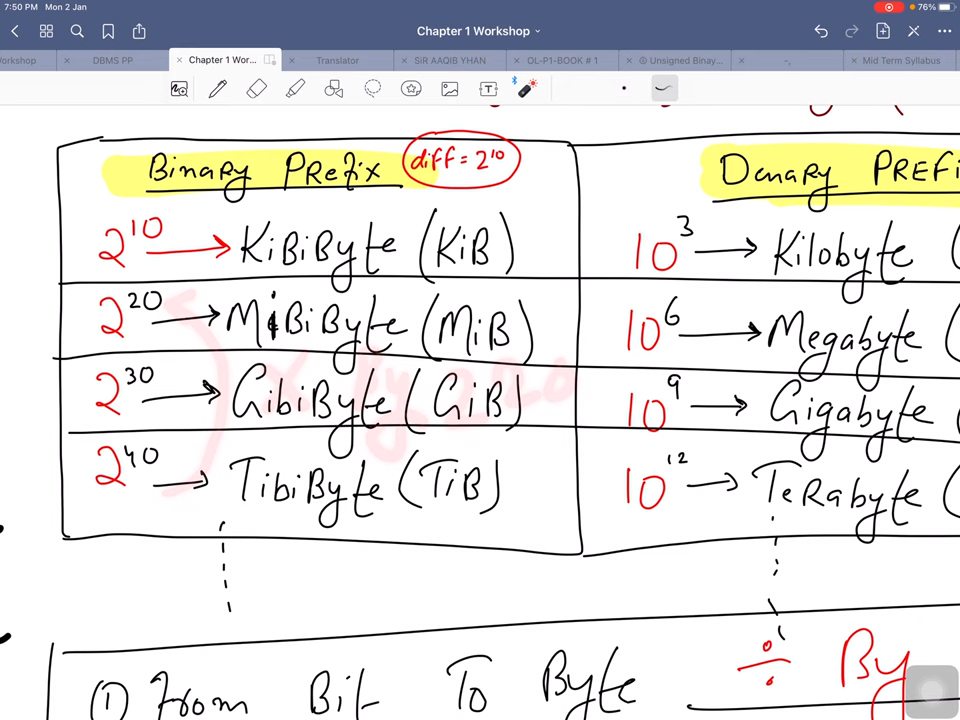 7:50 PM Mon 2 Jan
76%
Chapter 1 Workshop
orkshop
DBMS PP
Chapter 1 Wor...
Translator
SiR AAQIB YHAN
OL-P1-BOOK # 1
Unsigned Binay...
Mid Term Syllabus
Binary PRefix diff = 2^10
Denary PREFi
2^10 → KiBiByte (KiB)
10^3 → Kilobyte (
2^20 → MiBiByte (MiB)
10^6 → Megabyte (
2^30 → GibiByte (GiB)
10^9 → Gigabyte (
2^40 → TibiByte (TiB)
10^12 → TeRabyte (
① From Bit To Byte ÷ By